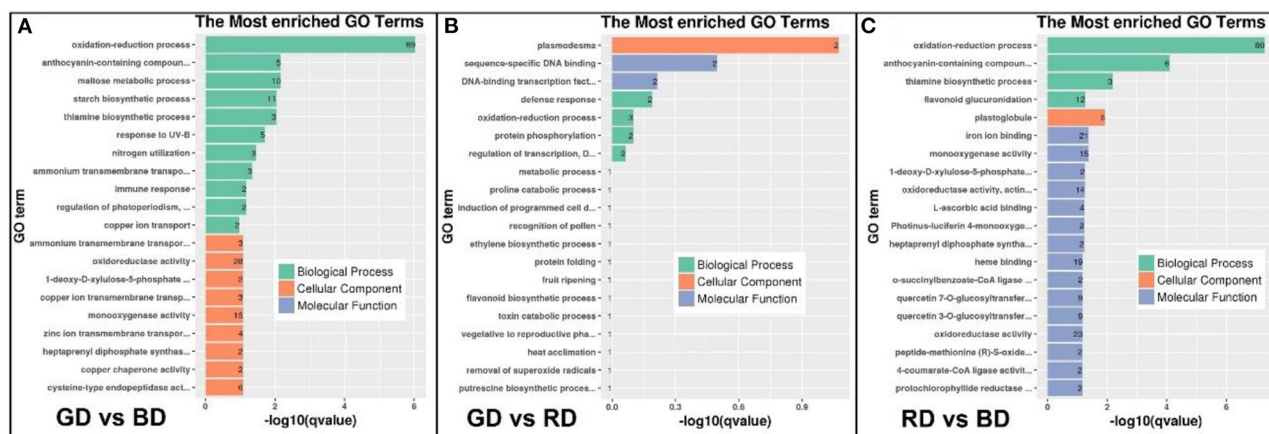 A
The Most enriched GO Terms
GO term
oxidation-reduction process 89
anthocyanin-containing compoun... 5
maltose metabolic process 10
starch biosynthetic process 11
thiamine biosynthetic process 3
response to UV-B 5
nitrogen utilization 3
ammonium transmembrane transpo... 3
immune response 2
regulation of photoperiodism, ... 2
copper ion transport 2
ammonium transmembrane transpor... 3
oxidoreductase activity 28
1-deoxy-D-xylulose-5-phosphate ... 2
copper ion transmembrane transp... 3
monooxygenase activity 15
zinc ion transmembrane transpor... 4
heptaprenyl diphosphate synthas... 2
copper chaperone activity 2
cysteine-type endopeptidase act... 6
Biological Process
Cellular Component
Molecular Function
0 2 4 6
-log10(qvalue)
GD vs BD
B
The Most enriched GO Terms
GO term
plasmodesma 2
sequence-specific DNA binding 2
DNA-binding transcription fact... 2
defense response 2
oxidation-reduction process 3
protein phosphorylation 2
regulation of transcription, D... 2
metabolic process 1
proline catabolic process 1
induction of programmed cell d... 1
recognition of pollen 1
ethylene biosynthetic process 1
protein folding 1
fruit ripening 1
flavonoid biosynthetic process 1
toxin catabolic process 1
vegetative to reproductive pha... 1
heat acclimation 1
removal of superoxide radicals 1
putrescine biosynthetic proces... 1
Biological Process
Cellular Component
Molecular Function
0.0 0.3 0.6 0.9
-log10(qvalue)
GD vs RD
C
The Most enriched GO Terms
GO term
oxidation-reduction process 80
anthocyanin-containing compoun... 6
thiamine biosynthetic process 3
flavonoid glucuronidation 12
plastoglobule 6
iron ion binding 21
monooxygenase activity 15
1-deoxy-D-xylulose-5-phosphate... 2
oxidoreductase activity, actin... 14
L-ascorbic acid binding 4
Photinus-luciferin 4-monooxyge... 2
heptaprenyl diphosphate syntha... 2
heme binding 19
o-succinylbenzoate-CoA ligase ... 2
quercetin 7-O-glucosyltransfer... 9
quercetin 3-O-glucosyltransfer... 9
oxidoreductase activity 23
peptide-methionine (R)-S-oxide... 2
4-coumarate-CoA ligase activit... 2
protochlorophyllide reductase ... 2
Biological Process
Cellular Component
Molecular Function
0 2 4 6
-log10(qvalue)
RD vs BD